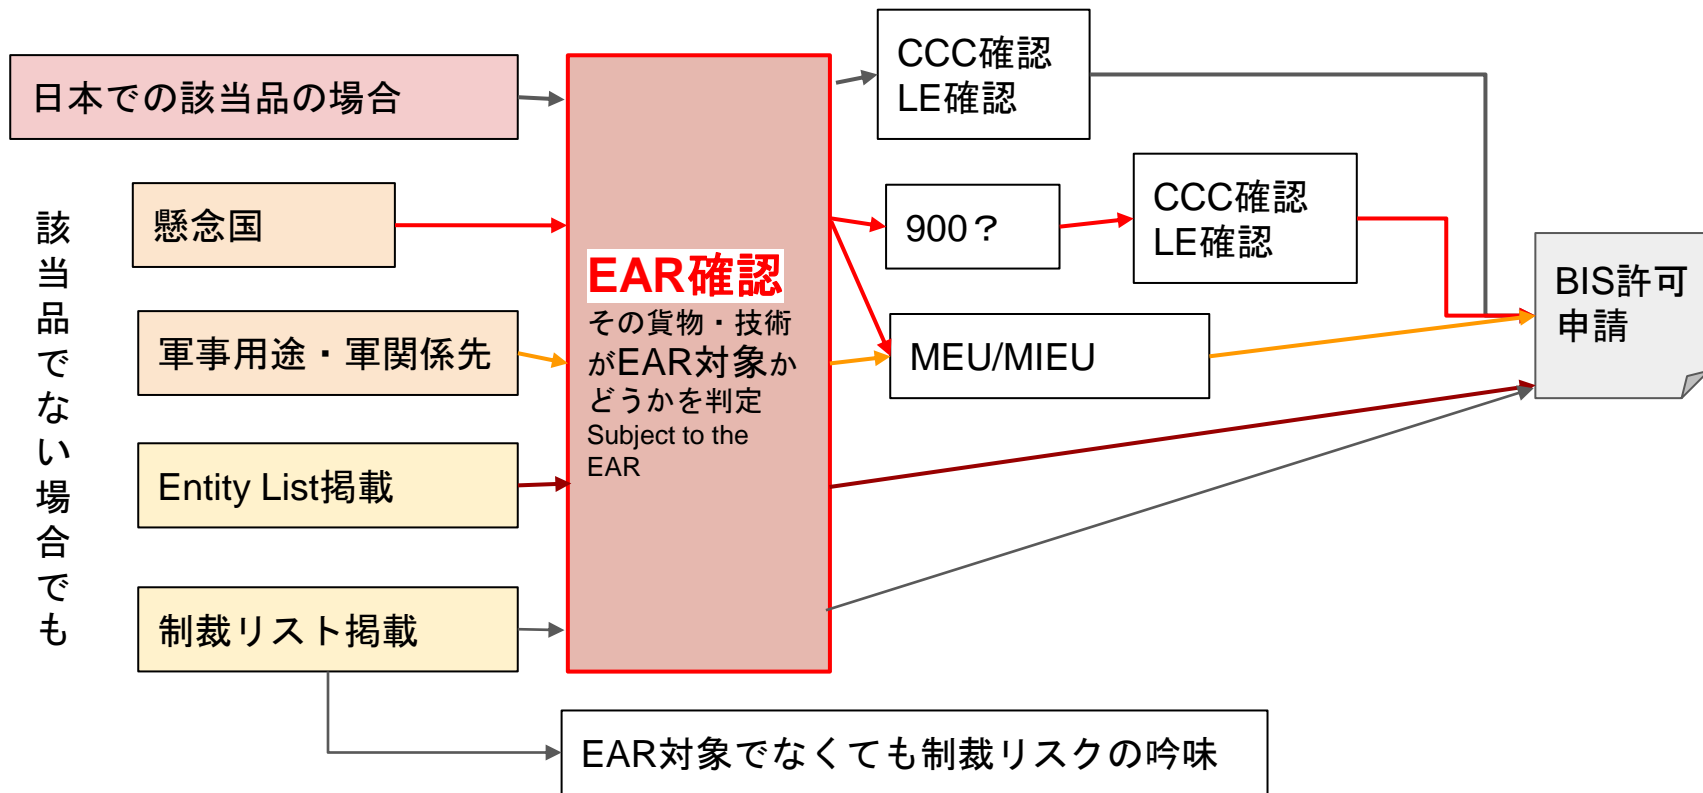 日本での該当品の場合
該当品でない場合でも
懸念国
軍事用途・軍関係先
Entity List掲載
制裁リスト掲載
EAR確認
その貨物・技術
がEAR対象か
どうかを判定
Subject to the
EAR
CCC確認
LE確認
900？
CCC確認
LE確認
MEU/MIEU
BIS許可
申請
EAR対象でなくても制裁リスクの吟味